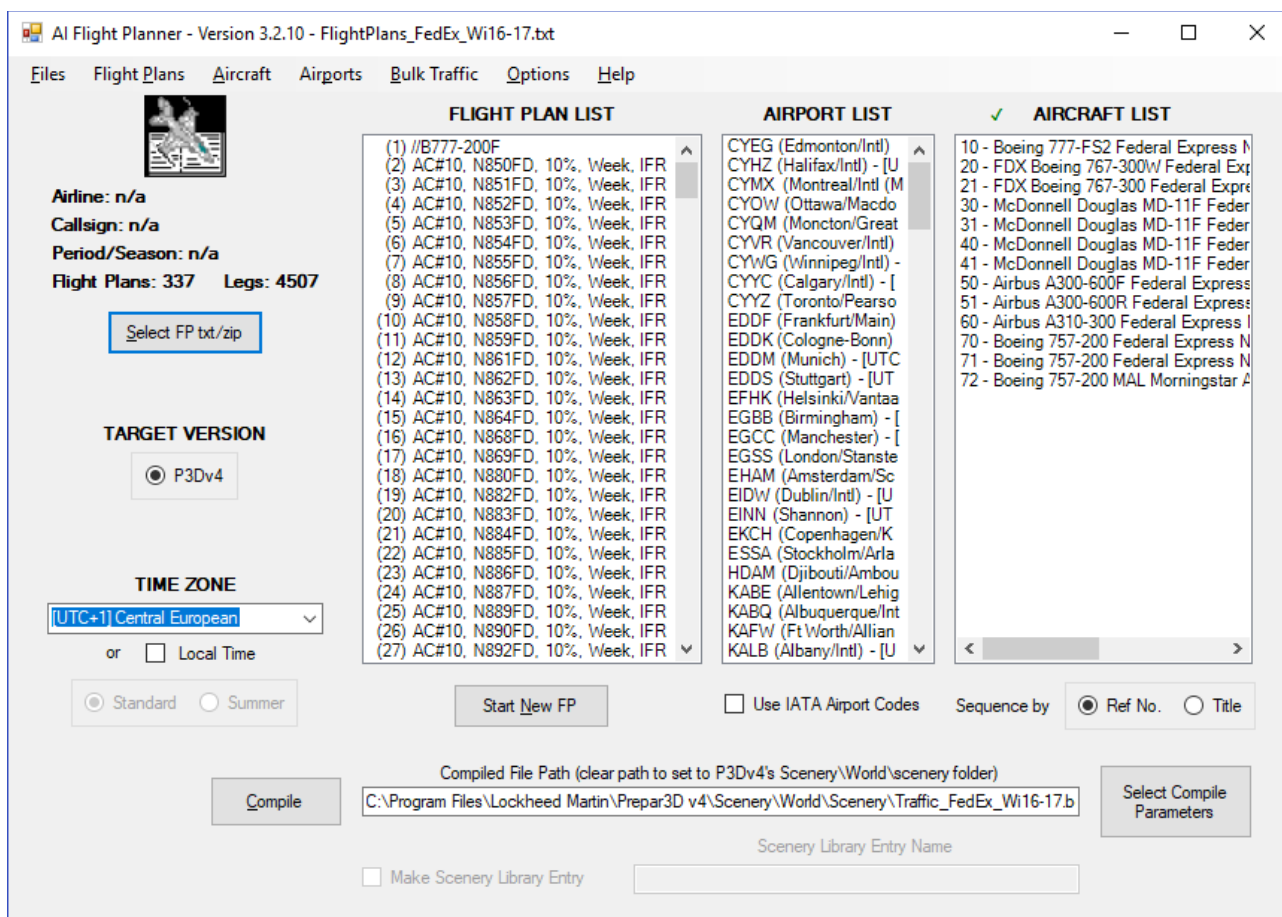 AI Flight Planner - Version 3.2.10 - FlightPlans_FedEx_Wi16-17.txt
Files Flight Plans Aircraft Airports Bulk Traffic Options Help
Airline: n/a
Callsign: n/a
Period/Season: n/a
Flight Plans: 337 Legs: 4507
Select FP txt/zip
TARGET VERSION
P3Dv4
TIME ZONE
[UTC+1] Central European
or Local Time
Standard Summer
FLIGHT PLAN LIST
(1) //B777-200F
(2) AC#10, N850FD, 10%, Week, IFR
(3) AC#10, N851FD, 10%, Week, IFR
(4) AC#10, N852FD, 10%, Week, IFR
(5) AC#10, N853FD, 10%, Week, IFR
(6) AC#10, N854FD, 10%, Week, IFR
(7) AC#10, N855FD, 10%, Week, IFR
(8) AC#10, N856FD, 10%, Week, IFR
(9) AC#10, N857FD, 10%, Week, IFR
(10) AC#10, N858FD, 10%, Week, IFR
(11) AC#10, N859FD, 10%, Week, IFR
(12) AC#10, N861FD, 10%, Week, IFR
(13) AC#10, N862FD, 10%, Week, IFR
(14) AC#10, N863FD, 10%, Week, IFR
(15) AC#10, N864FD, 10%, Week, IFR
(16) AC#10, N868FD, 10%, Week, IFR
(17) AC#10, N869FD, 10%, Week, IFR
(18) AC#10, N880FD, 10%, Week, IFR
(19) AC#10, N882FD, 10%, Week, IFR
(20) AC#10, N883FD, 10%, Week, IFR
(21) AC#10, N884FD, 10%, Week, IFR
(22) AC#10, N885FD, 10%, Week, IFR
(23) AC#10, N886FD, 10%, Week, IFR
(24) AC#10, N887FD, 10%, Week, IFR
(25) AC#10, N889FD, 10%, Week, IFR
(26) AC#10, N890FD, 10%, Week, IFR
(27) AC#10, N892FD, 10%, Week, IFR
Start New FP
AIRPORT LIST
CYEG (Edmonton/Intl)
CYHZ (Halifax/Intl) - [U
CYMX (Montreal/Intl (M
CYOW (Ottawa/Macdo
CYQM (Moncton/Great
CYVR (Vancouver/Intl)
CYWG (Winnipeg/Intl) -
CYYC (Calgary/Intl) - [
CYYZ (Toronto/Pearso
EDDF (Frankfurt/Main)
EDDK (Cologne-Bonn)
EDDM (Munich) - [UTC
EDDS (Stuttgart) - [UT
EFHK (Helsinki/Vantaa
EGBB (Birmingham) - [
EGCC (Manchester) - [
EGSS (London/Stanste
EHAM (Amsterdam/Sc
EIDW (Dublin/Intl) - [U
EINN (Shannon) - [UT
EKCH (Copenhagen/K
ESSA (Stockholm/Arla
HDAM (Djibouti/Ambou
KABE (Allentown/Lehig
KABQ (Albuquerque/Int
KAFW (Ft Worth/Allian
KALB (Albany/Intl) - [U
Use IATA Airport Codes
✓ AIRCRAFT LIST
10 - Boeing 777-FS2 Federal Express N
20 - FDX Boeing 767-300W Federal Exp
21 - FDX Boeing 767-300 Federal Expre
30 - McDonnell Douglas MD-11F Feder
31 - McDonnell Douglas MD-11F Feder
40 - McDonnell Douglas MD-11F Feder
41 - McDonnell Douglas MD-11F Feder
50 - Airbus A300-600F Federal Express
51 - Airbus A300-600R Federal Express
60 - Airbus A310-300 Federal Express
70 - Boeing 757-200 Federal Express N
71 - Boeing 757-200 Federal Express N
72 - Boeing 757-200 MAL Morningstar A
Sequence by Ref No. Title
Compiled File Path (clear path to set to P3Dv4's Scenery\World\scenery folder)
Compile
C:\Program Files\Lockheed Martin\Prepar3D v4\Scenery\World\Scenery\Traffic_FedEx_Wi16-17.b
Select Compile
Parameters
Scenery Library Entry Name
Make Scenery Library Entry